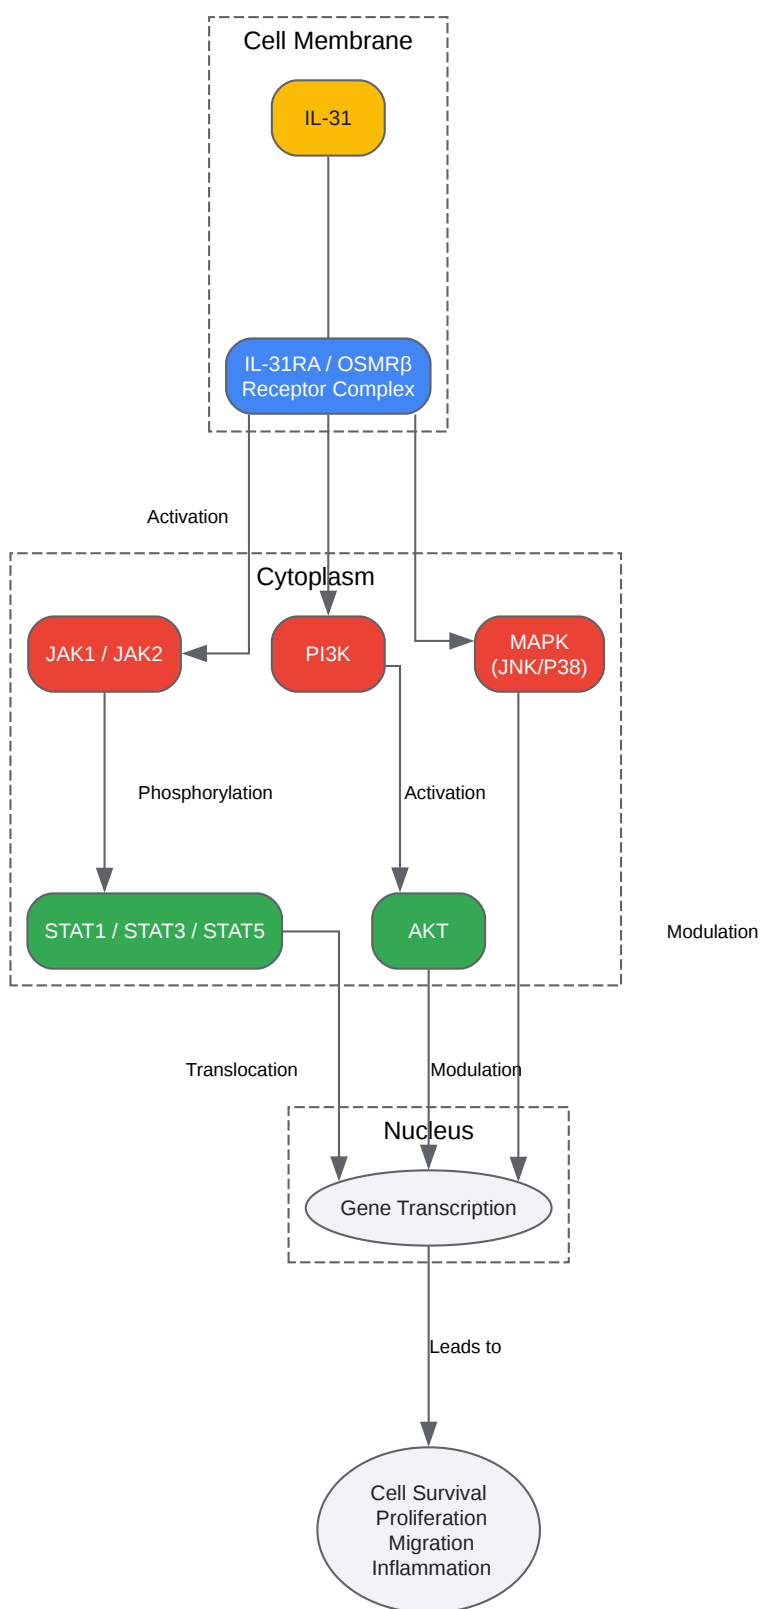 Cell Membrane
IL-31
IL-31RA / OSMRβ
Receptor Complex
Activation
Cytoplasm
JAK1 / JAK2
PI3K
MAPK
(JNK/P38)
Phosphorylation
Activation
STAT1 / STAT3 / STAT5
AKT
Modulation
Translocation
Modulation
Nucleus
Gene Transcription
Leads to
Cell Survival
Proliferation
Migration
Inflammation